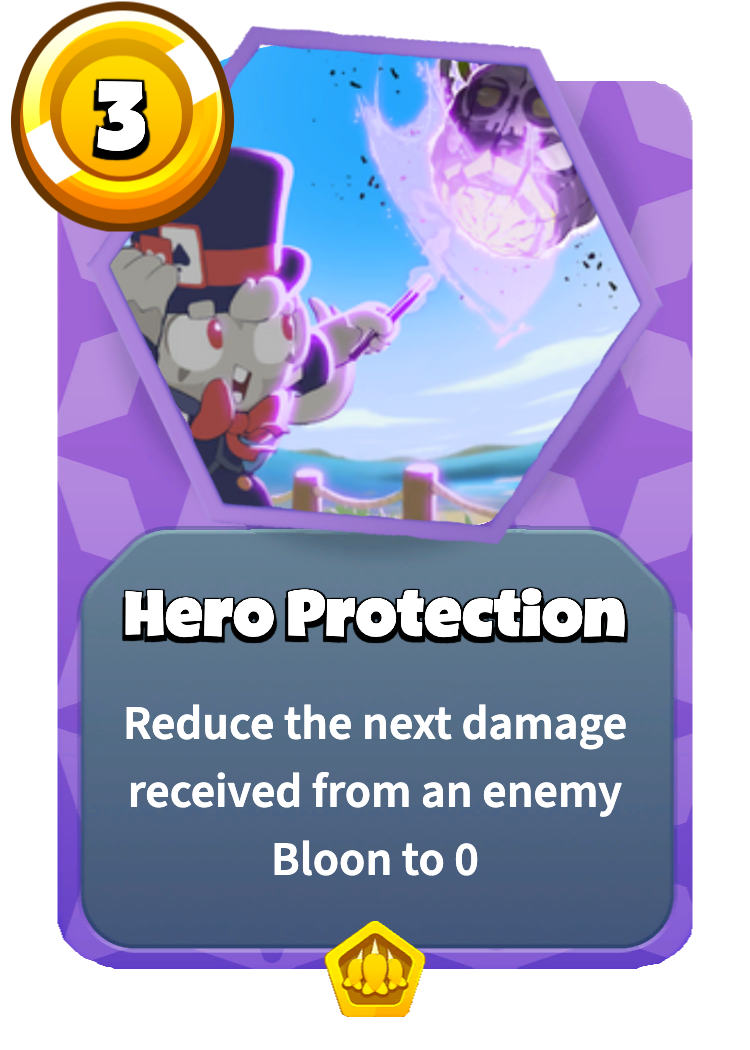 3
Hero Protection
Reduce the next damage
received from an enemy
Bloon to 0